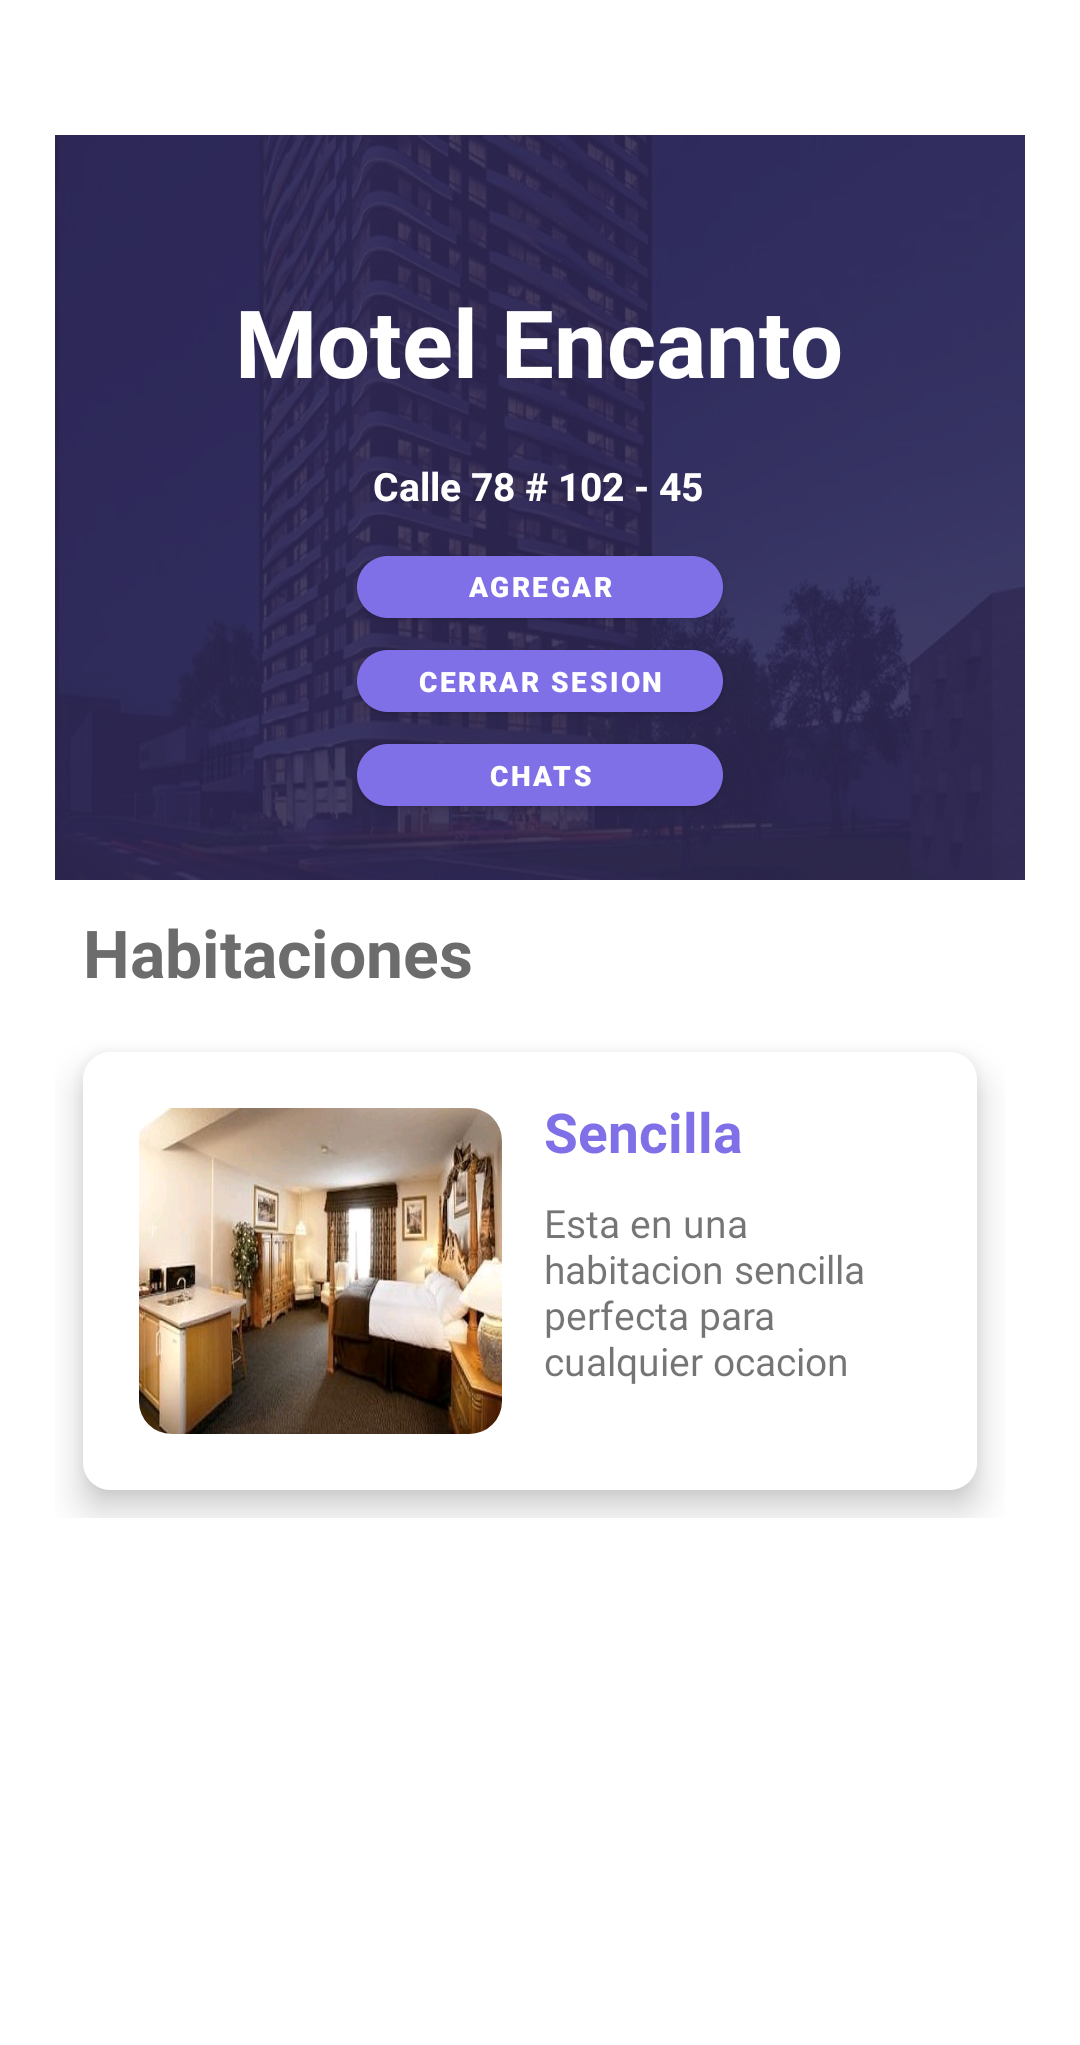 Motel Encanto
Calle 78 # 102 - 45
AGREGAR
CERRAR SESION
CHATS
Habitaciones
Sencilla
Esta en una
habitacion sencilla
perfecta para
cualquier ocacion